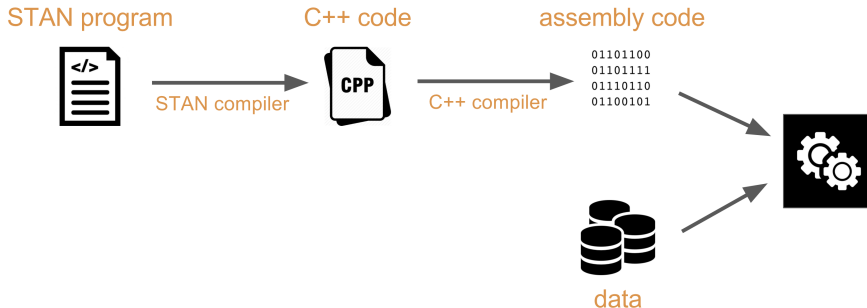 STAN program
C++ code
assembly code
</>
STAN compiler
CPP
C++ compiler
01101100
01101111
01110110
01100101
data